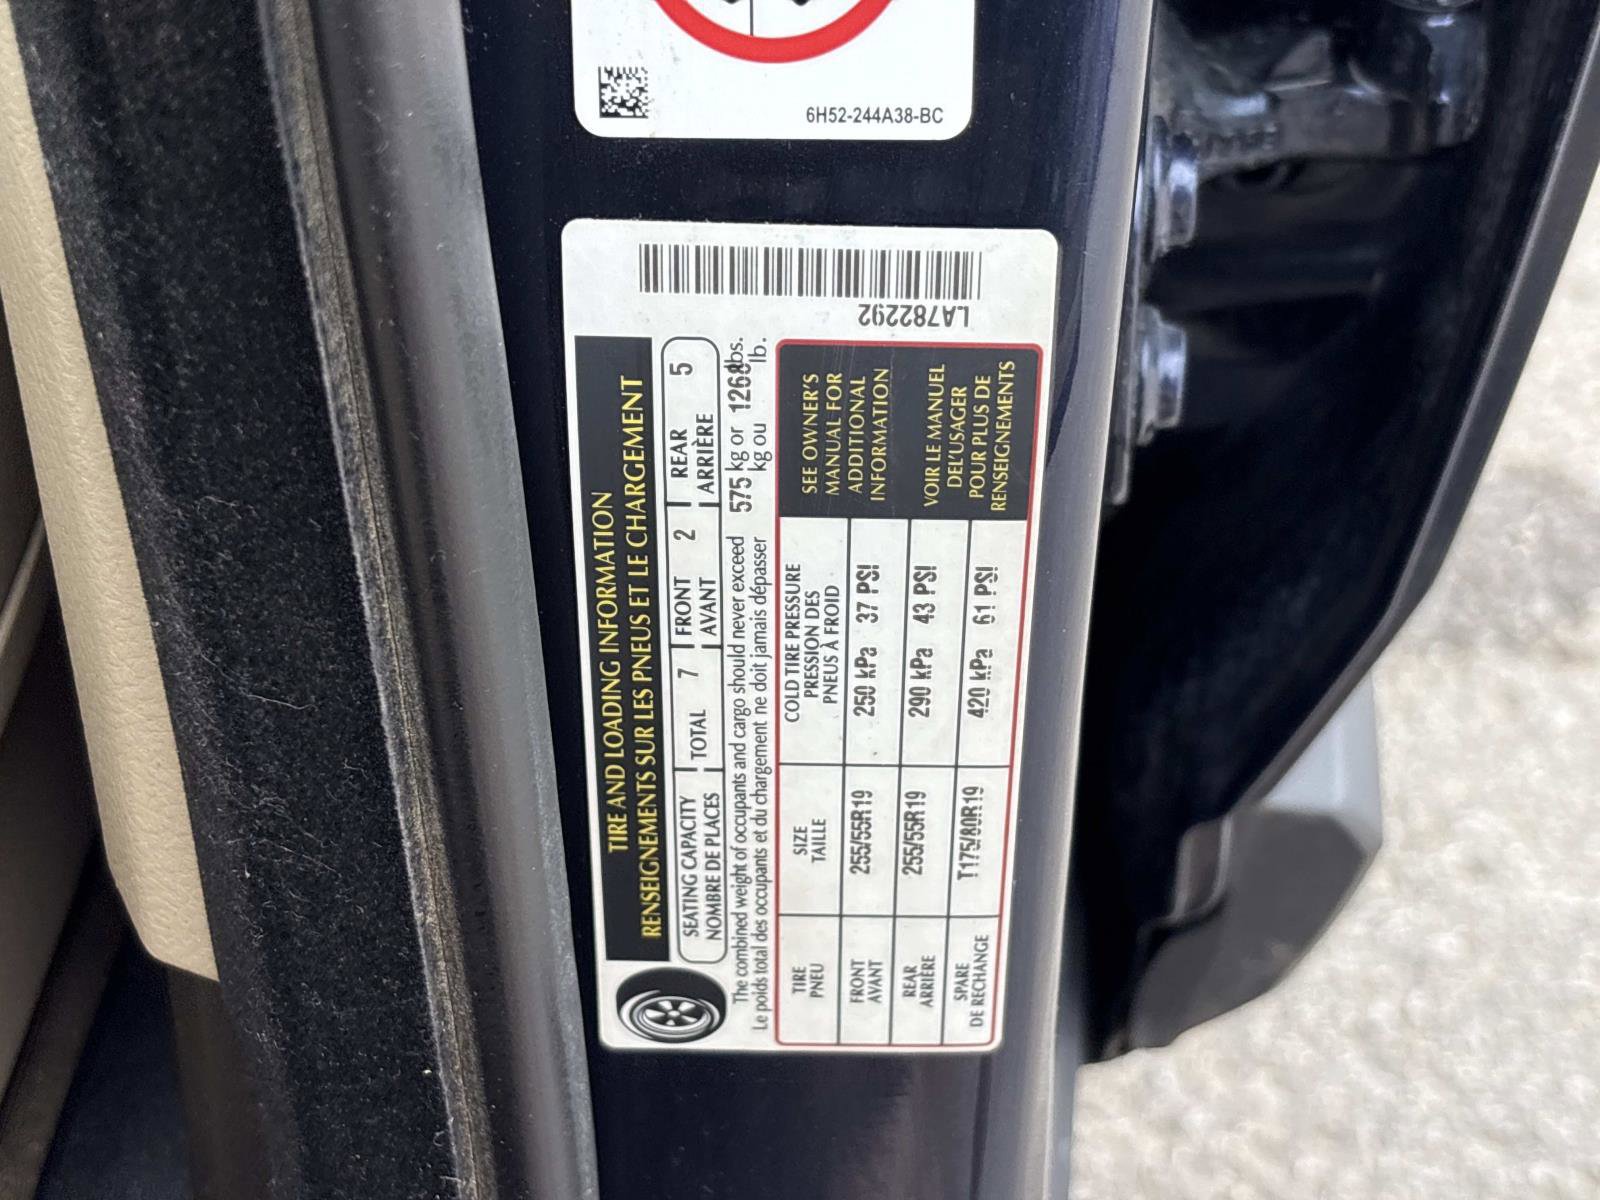 6H52-244A38-BC
LA782292
TIRE AND LOADING INFORMATION
RENSEIGNEMENTS SUR LES PNEUS ET LE CHARGEMENT
SEATING CAPACITY TOTAL 7 FRONT 2 REAR 5
NOMBRE DE PLACES AVANT ARRIÈRE
The combined weight of occupants and cargo should never exceed 575 kg or 1268 lbs.
Le poids total des occupants et du chargement ne doit jamais dépasser kg ou lb.
TIRE
PNEU
SIZE
TAILLE
COLD TIRE PRESSURE
PRESSION DES
PNEUS À FROID
FRONT
AVANT
255/55R19
250 kPa 37 PSI
REAR
ARRIÈRE
255/55R19
290 kPa 43 PSI
SPARE
DE RECHANGE
T175/80R19
420 kPa 61 PSI
SEE OWNER'S
MANUAL FOR
ADDITIONAL
INFORMATION
VOIR LE MANUEL
DEL'USAGER
POUR PLUS DE
RENSEIGNEMENTS